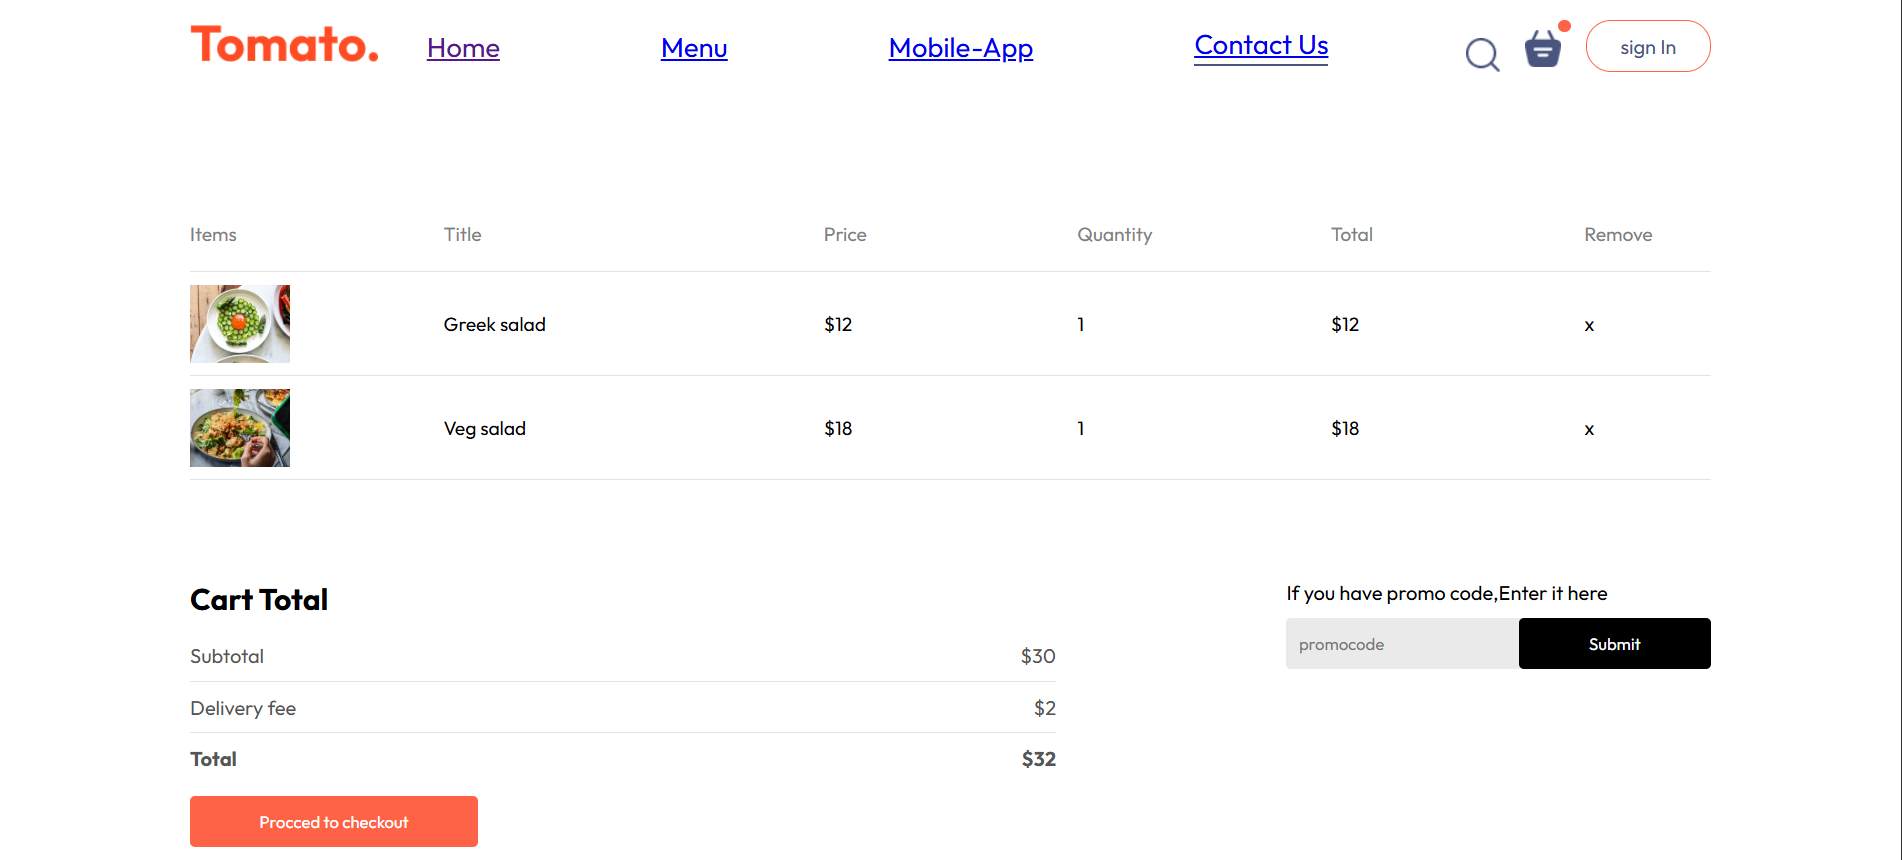 Tomato. Home Menu Mobile-App Contact Us sign In
Items Title Price Quantity Total Remove
Greek salad $12 1 $12 x
Veg salad $18 1 $18 x
Cart Total
Subtotal $30
Delivery fee $2
Total $32
Procced to checkout
If you have promo code,Enter it here
promocode Submit